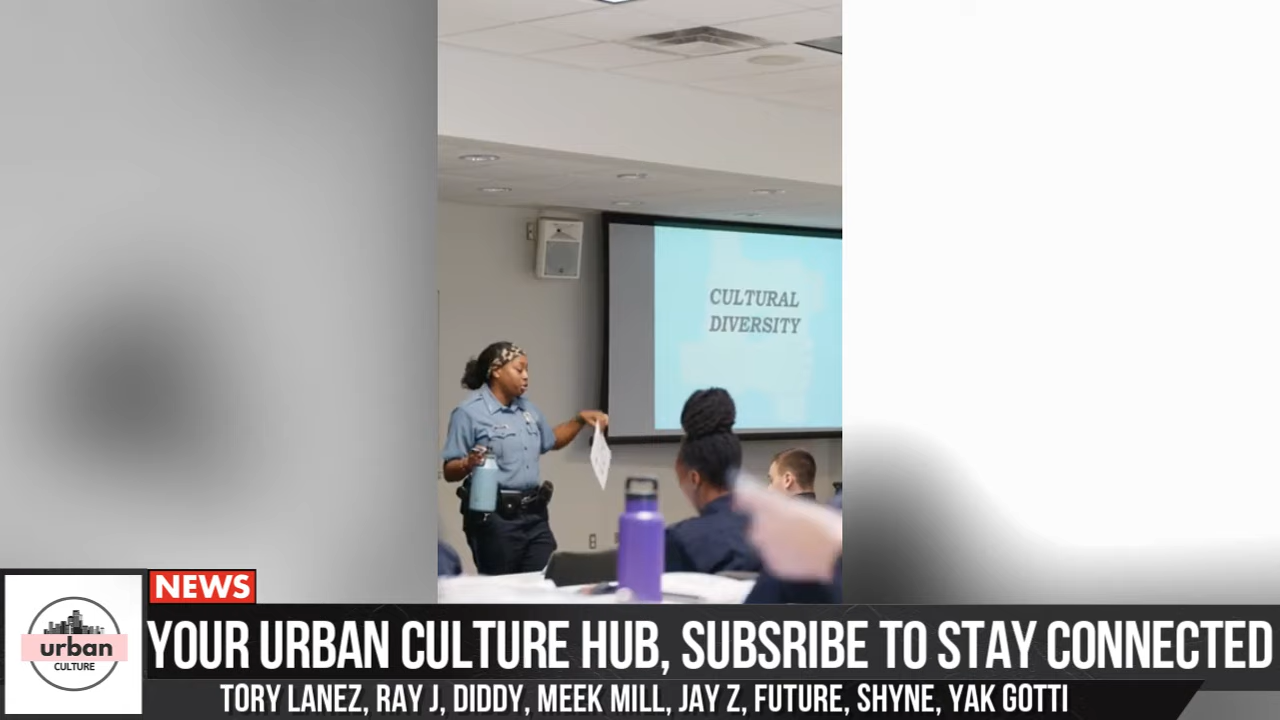 CULTURAL
DIVERSITY
NEWS
urban
CULTURE
YOUR URBAN CULTURE HUB, SUBSRIBE TO STAY CONNECTED
TORY LANEZ, RAY J, DIDDY, MEEK MILL, JAY Z, FUTURE, SHYNE, YAK GOTTI